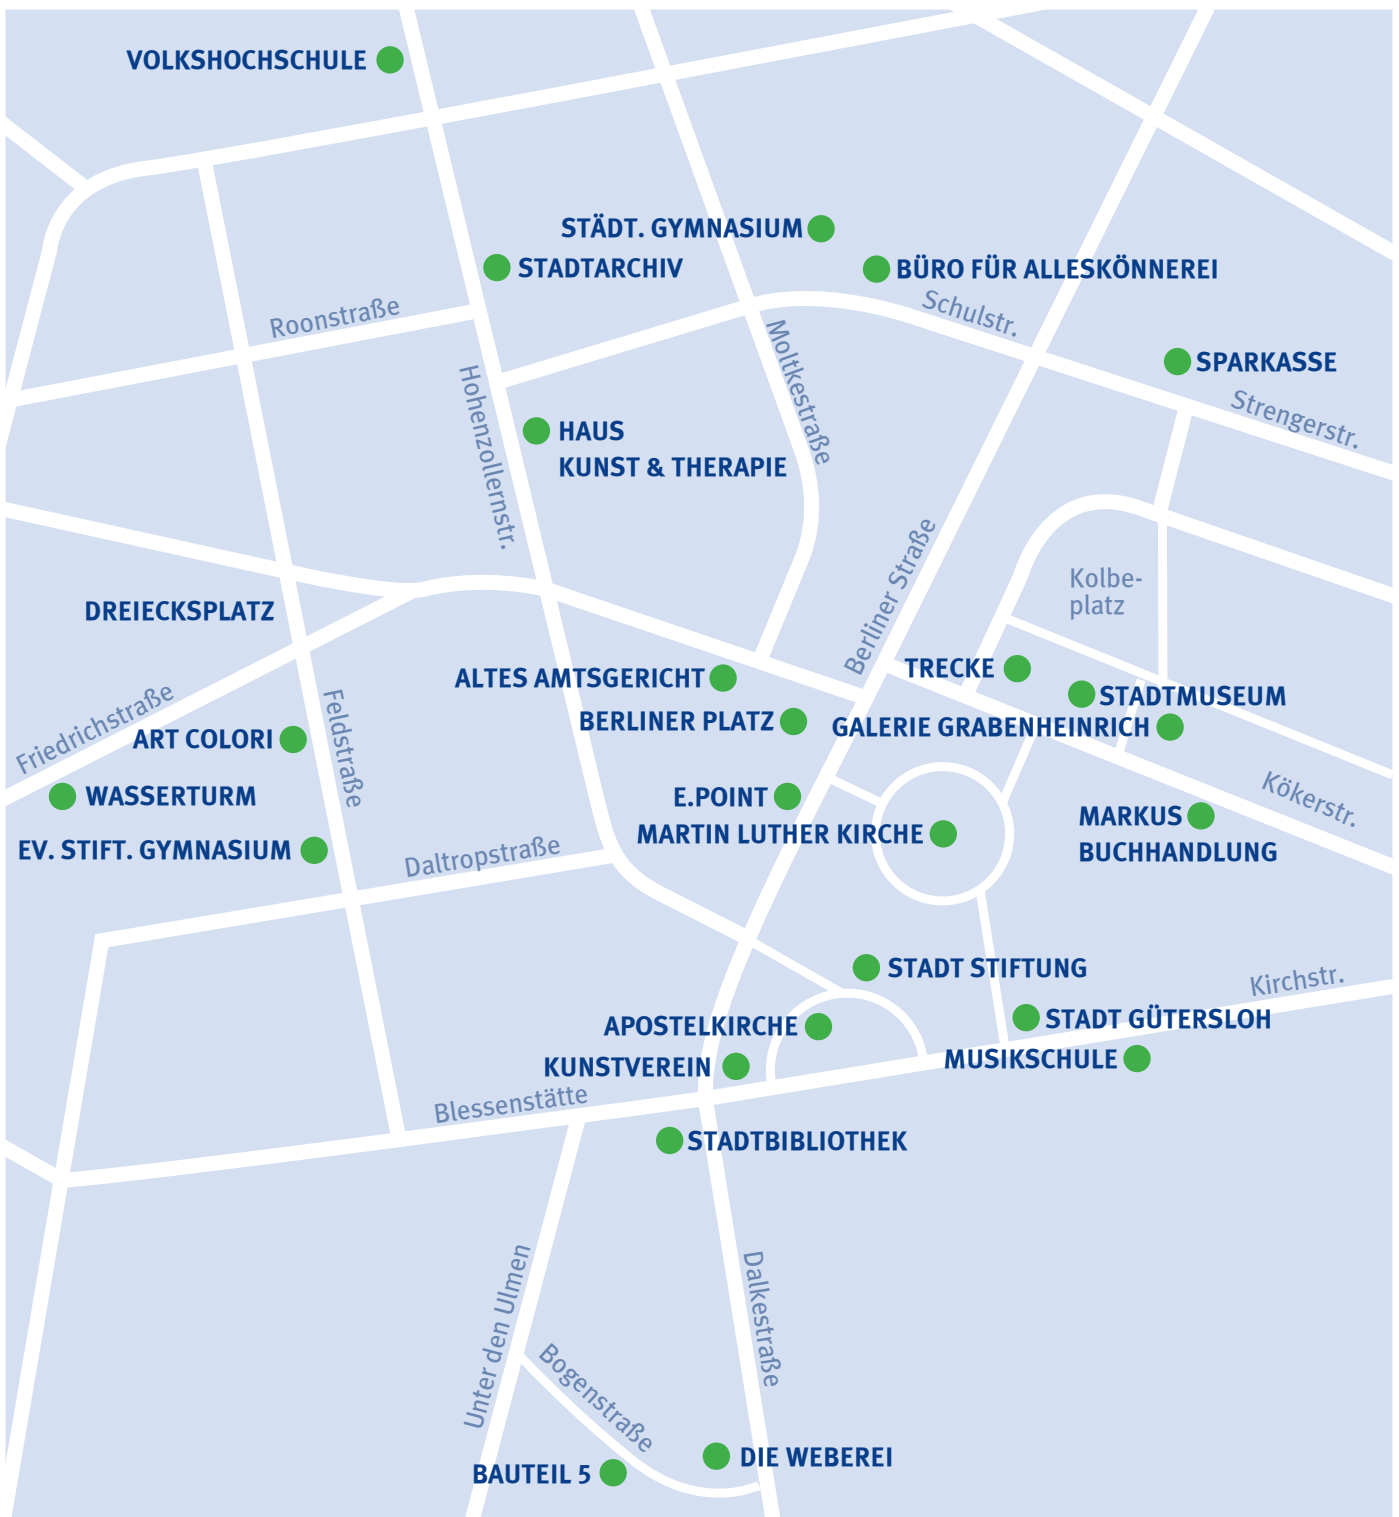 VOLKSHOCHSCHULE
STÄDT. GYMNASIUM
STADTARCHIV
BÜRO FÜR ALLESKÖNNEREI
Roonstraße
Schulstr.
Moltkestraße
SPARKASSE
Hohenzollernstr.
Strengerstr.
HAUS
KUNST & THERAPIE
Berliner Straße
Kolbe-
platz
DREIECKSPLATZ
ALTES AMTSGERICHT
TRECKE
STADTMUSEUM
Friedrichstraße
Feldstraße
BERLINER PLATZ
GALERIE GRABENHEINRICH
ART COLORI
WASSERTURM
E.POINT
Kökerstr.
MARTIN LUTHER KIRCHE
MARKUS
BUCHHANDLUNG
EV. STIFT. GYMNASIUM
Daltropstraße
STADT STIFTUNG
Kirchstr.
APOSTELKIRCHE
STADT GÜTERSLOH
KUNSTVEREIN
MUSIKSCHULE
Blessenstätte
STADTBIBLIOTHEK
Unter den Ulmen
Dalkestraße
Bogenstraße
DIE WEBEREI
BAUTEIL 5